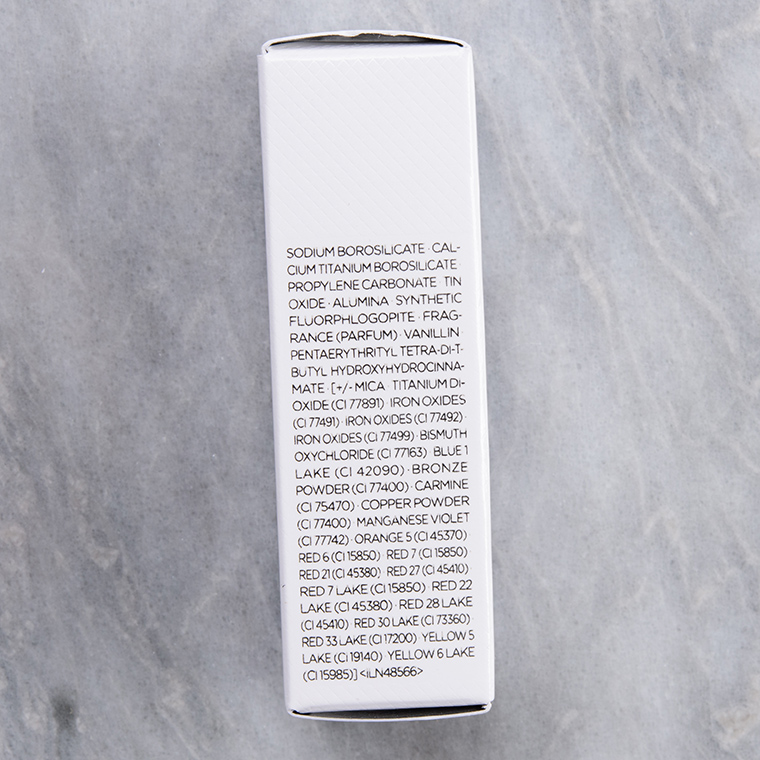 SODIUM BOROSILICATE · CAL-
CIUM TITANIUM BOROSILICATE
PROPYLENE CARBONATE · TIN
OXIDE · ALUMINA · SYNTHETIC
FLUORPHLOGOPITE · FRAG-
RANCE (PARFUM) · VANILLIN ·
PENTAERYTHRITYL TETRA-DI-T-
BUTYL HYDROXYHYDROCINNA-
MATE · [+/- MICA · TITANIUM DI-
OXIDE (CI 77891) · IRON OXIDES
(CI 77491) · IRON OXIDES (CI 77492) ·
IRON OXIDES (CI 77499) · BISMUTH
OXYCHLORIDE (CI 77163) · BLUE 1
LAKE (CI 42090) · BRONZE
POWDER (CI 77400) · CARMINE
(CI 75470) · COPPER POWDER
(CI 77400) · MANGANESE VIOLET
(CI 77742) · ORANGE 5 (CI 45370)
RED 6 (CI 15850) · RED 7 (CI 15850)
RED 21 (CI 45380) · RED 27 (CI 45410) ·
RED 7 LAKE (CI 15850) · RED 22
LAKE (CI 45380) · RED 28 LAKE
(CI 45410) · RED 30 LAKE (CI 73360) ·
RED 33 LAKE (CI 17200) · YELLOW 5
LAKE (CI 19140) · YELLOW 6 LAKE
(CI 15985)] <ILN48566>